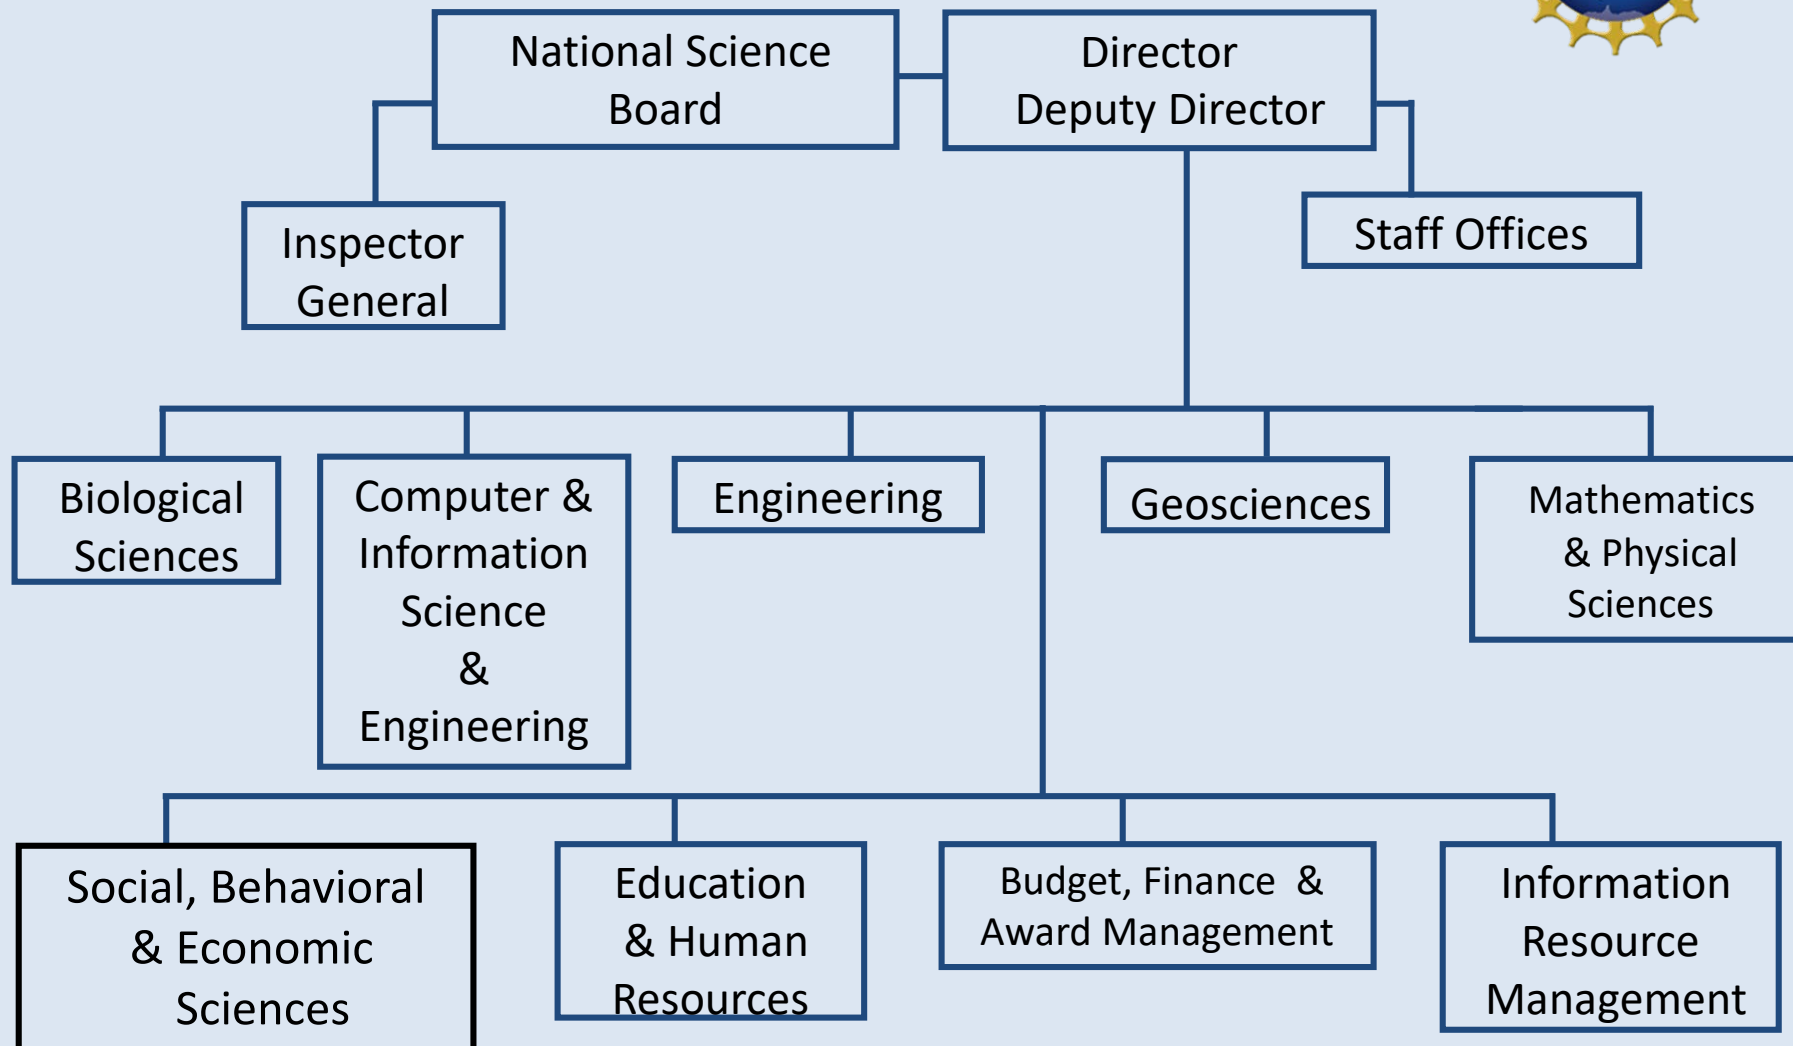 National Science
Board
Director
Deputy Director
Inspector
General
Staff Offices
Biological
Sciences
Computer &
Information
Science
&
Engineering
Engineering
Geosciences
Mathematics
& Physical
Sciences
Social, Behavioral
& Economic
Sciences
Education
& Human
Resources
Budget, Finance &
Award Management
Information
Resource
Management